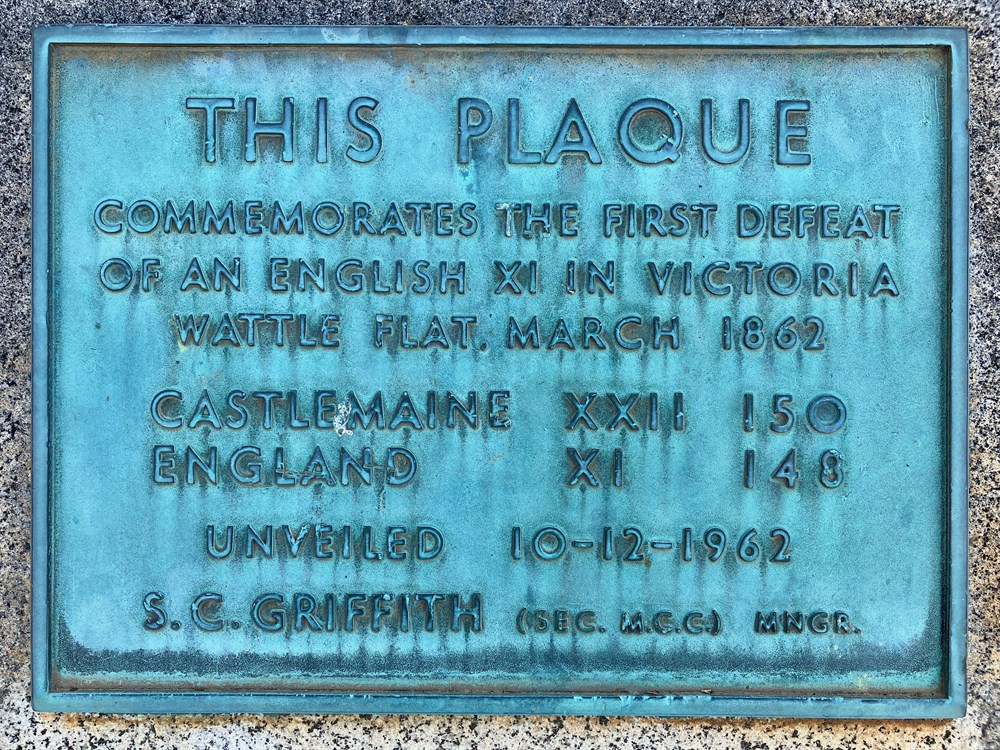 THIS PLAQUE
COMMEMORATES THE FIRST DEFEAT
OF AN ENGLISH XI IN VICTORIA
WATTLE FLAT. MARCH 1862
CASTLEMAINE XXII 150
ENGLAND XI 148
UNVEILED 10-12-1962
S.C. GRIFFITH (SEC. M.C.C.) MNGR.